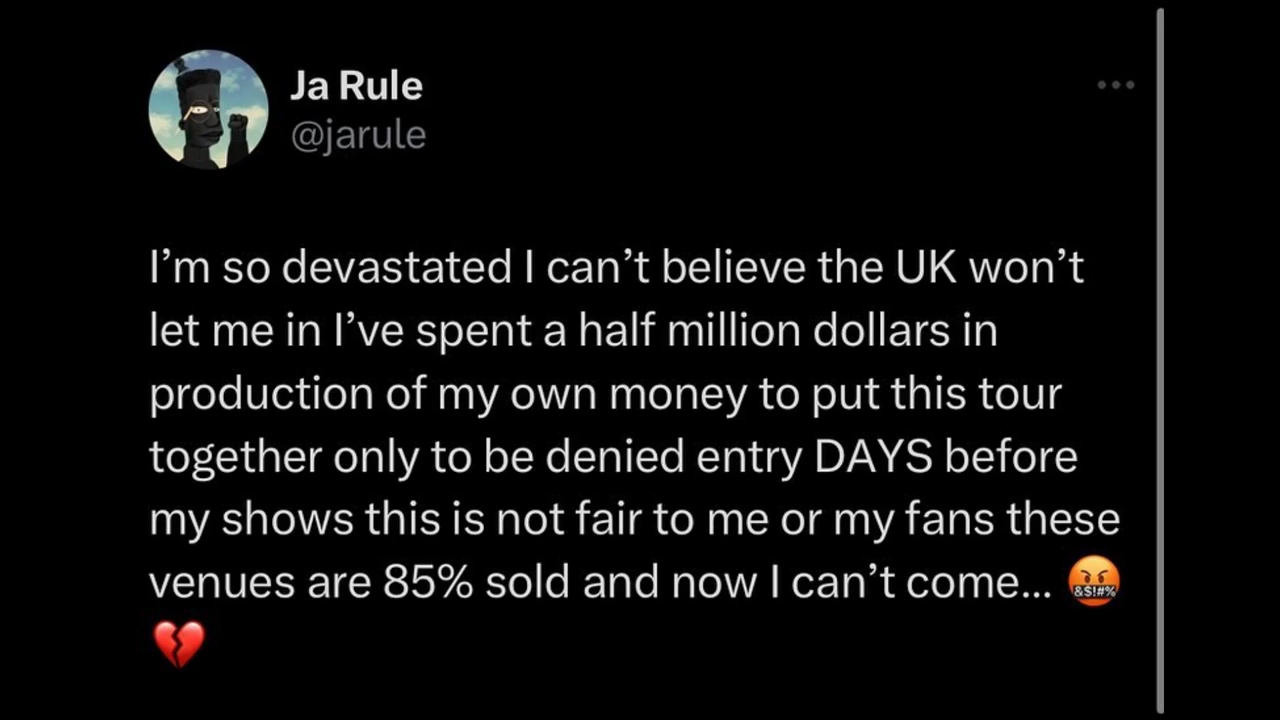 Ja Rule
@jarule
I’m so devastated I can’t believe the UK won’t
let me in I’ve spent a half million dollars in
production of my own money to put this tour
together only to be denied entry DAYS before
my shows this is not fair to me or my fans these
venues are 85% sold and now I can’t come... 🤬
💔